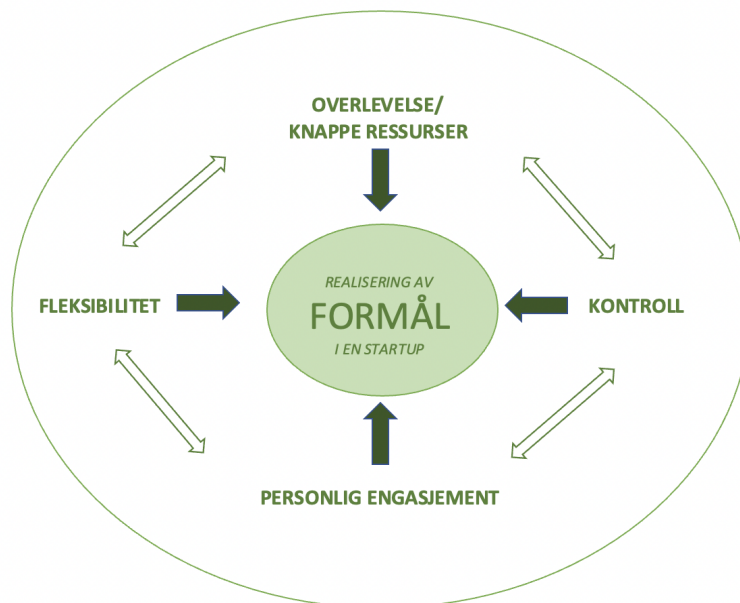 OVERLEVELSE/
KNAPPE RESSURSER
REALISERING AV
FORMÅL
I EN STARTUP
FLEKSIBILITET
KONTROLL
PERSONLIG ENGASJEMENT